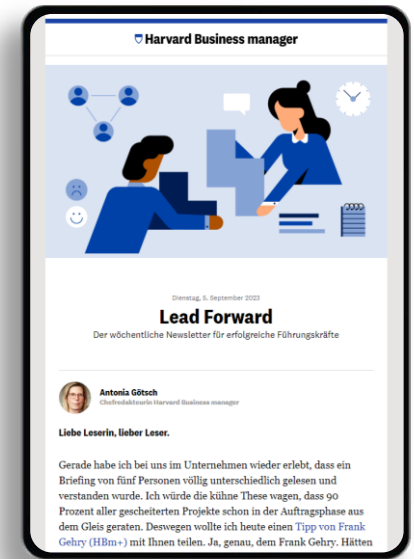 Harvard Business manager
Dienstag, 5. September 2023
Lead Forward
Der wöchentliche Newsletter für erfolgreiche Führungskräfte
Antonia Götsch
Chefredakteurin Harvard Business manager
Liebe Leserin, lieber Leser.
Gerade habe ich bei uns im Unternehmen wieder erlebt, dass ein
Briefing von fünf Personen völlig unterschiedlich gelesen und
verstanden wurde. Ich würde die kühne These wagen, dass 90
Prozent aller gescheiterten Projekte schon in der Auftragsphase aus
dem Gleis geraten. Deswegen wollte ich heute einen Tipp von Frank
Gehry (HBm+) mit Ihnen teilen. Ja, genau, dem Frank Gehry. Hätten